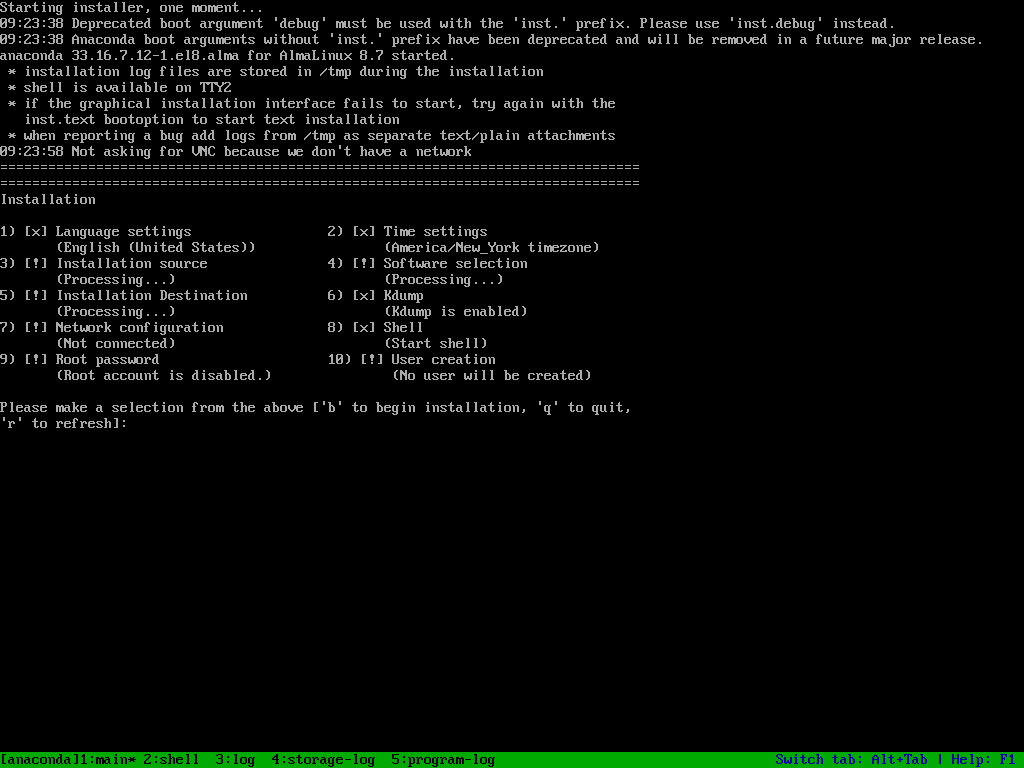 Starting installer, one moment...
09:23:38 Deprecated boot argument 'debug' must be used with the 'inst.' prefix. Please use 'inst.debug' instead.
09:23:38 Anaconda boot arguments without 'inst.' prefix have been deprecated and will be removed in a future major release.
anaconda 33.16.7.12-1.el8.alma for AlmaLinux 8.7 started.
 * installation log files are stored in /tmp during the installation
 * shell is available on TTY2
 * if the graphical installation interface fails to start, try again with the
   inst.text bootoption to start text installation
 * when reporting a bug add logs from /tmp as separate text/plain attachments
09:23:58 Not asking for VNC because we don't have a network
================================================================================
================================================================================
Installation

1) [x] Language settings                 2) [x] Time settings
       (English (United States))                (America/New_York timezone)
3) [!] Installation source               4) [!] Software selection
       (Processing...)                          (Processing...)
5) [!] Installation Destination          6) [x] Kdump
       (Processing...)                          (Kdump is enabled)
7) [!] Network configuration             8) [x] Shell
       (Not connected)                          (Start shell)
9) [!] Root password                     10) [!] User creation
       (Root account is disabled.)               (No user will be created)

Please make a selection from the above ['b' to begin installation, 'q' to quit,
'r' to refresh]:
[anaconda]1:main* 2:shell  3:log  4:storage-log  5:program-log                                   Switch tab: Alt+Tab | Help: F1